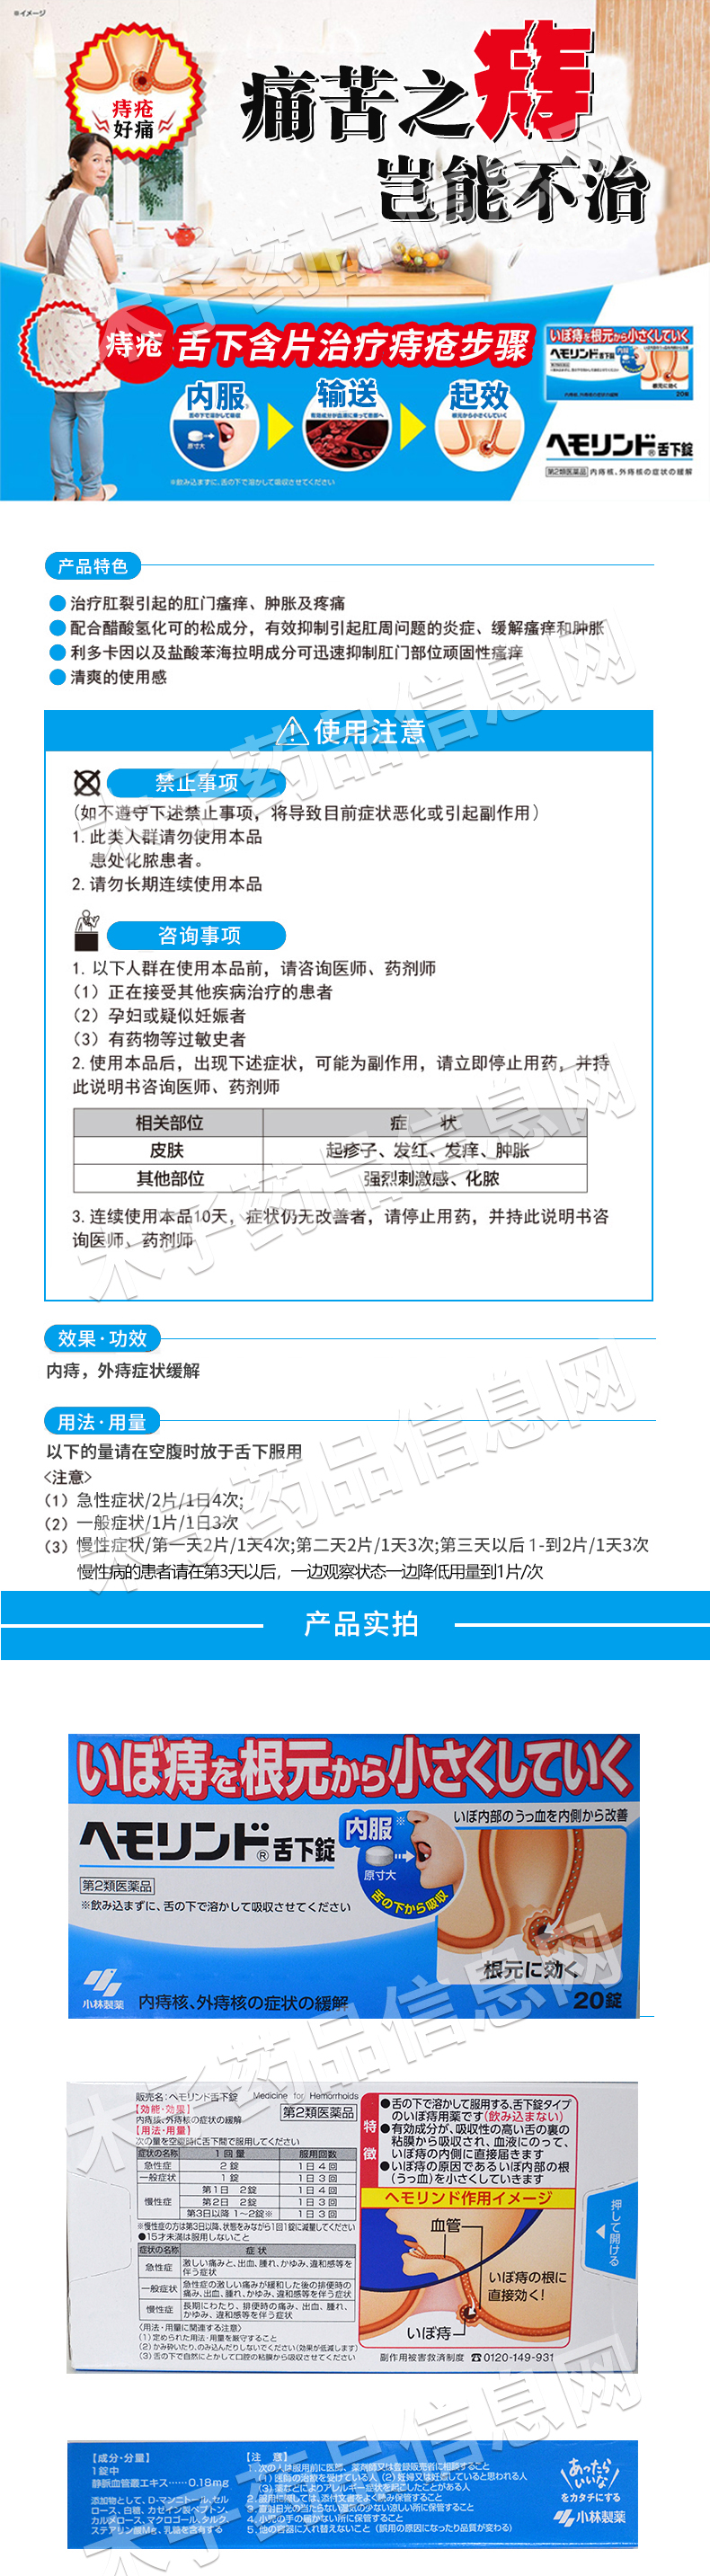 ※イメージ
痔疮
好痛
痛苦之痔
岂能不治
痔疮 舌下含片治疗痔疮步骤
内服
舌の下で溶かして吸収
原寸大
输送
有効成分が血液に乗って患部へ
起效
根元から小さくしていく
※飲み込まずに、舌の下で溶かして吸収させてください
いぼ痔を根元から小さくしていく
ヘモリンド舌下錠
内服
根元に効く
20錠
ヘモリンド®舌下錠
第2類医薬品 内痔核、外痔核の症状の緩解
产品特色
治疗肛裂引起的肛门瘙痒、肿胀及疼痛
配合醋酸氢化可的松成分，有效抑制引起肛周问题的炎症、缓解瘙痒和肿胀
利多卡因以及盐酸苯海拉明成分可迅速抑制肛门部位顽固性瘙痒
清爽的使用感
使用注意
禁止事项
（如不遵守下述禁止事项，将导致目前症状恶化或引起副作用）
1. 此类人群请勿使用本品
患处化脓患者。
2. 请勿长期连续使用本品
咨询事项
1. 以下人群在使用本品前，请咨询医师、药剂师
（1）正在接受其他疾病治疗的患者
（2）孕妇或疑似妊娠者
（3）有药物等过敏史者
2. 使用本品后，出现下述症状，可能为副作用，请立即停止用药，并持
此说明书咨询医师、药剂师
相关部位 症 状
皮肤 起疹子、发红、发痒、肿胀
其他部位 强烈刺激感、化脓
3. 连续使用本品10天，症状仍无改善者，请停止用药，并持此说明书咨
询医师、药剂师
效果·功效
内痔，外痔症状缓解
用法·用量
以下的量请在空腹时放于舌下服用
<注意>
（1）急性症状/2片/1日4次;
（2）一般症状/1片/1日3次
（3）慢性症状/第一天2片/1天4次;第二天2片/1天3次;第三天以后 1-到2片/1天3次
慢性病的患者请在第3天以后，一边观察状态一边降低用量到1片/次
产品实拍
いぼ痔を根元から小さくしていく
ヘモリンド®舌下錠
第2類医薬品
※飲み込まずに、舌の下で溶かして吸収させてください
内服※
原寸大
舌の下から吸収
いぼ内部のうっ血を内側から改善
根元に効く
小林製薬
内痔核、外痔核の症状の緩解
20錠
販売名：ヘモリンド舌下錠 Medicine for Hemorrhoids
【効能・効果】
内痔核、外痔核の症状の緩解
第2類医薬品
【用法・用量】
次の量を空腹時に舌下間で服用してください
症状の名称 1回量 服用回数
急性症 2錠 1日4回
一般症状 1錠 1日3回
慢性症 第1日 2錠 1日4回
第2日 2錠 1日3回
第3日以降 1～2錠※ 1日3回
※慢性症の方は第3日以降、状態をみながら1回1錠に減量してください
●15才未満は服用しないこと
症状の名称 症状
急性症 激しい痛みと、出血、腫れ、かゆみ、違和感等を
伴う症状
一般症状 急性症の激しい痛みが緩和した後の排便時の
痛み、出血、腫れ、かゆみ、違和感等を伴う症状
慢性症 長期にわたり、排便時の痛み、出血、腫れ、
かゆみ、違和感等を伴う症状
〈用法・用量に関連する注意〉
（1）定められた用法・用量を厳守すること
（2）かみ砕いたり、のみ込んだりしないでください（効果が低減します）
（3）舌の下で自然にとかして口腔の粘膜から吸収させてください
特徴
●舌の下で溶かして服用する、舌下錠タイプ
のいぼ痔用薬です（飲み込まない）
●有効成分が、吸収性の高い舌の裏の
粘膜から吸収され、血液にのって、
いぼ痔の内側に直接届きます
●いぼ痔の原因であるいぼ内部の根
（うっ血）を小さくしていきます
ヘモリンド作用イメージ
血管
いぼ痔の根に
直接効く！
いぼ痔
押して開ける
副作用被害救済制度 ☎0120-149-931
【成分・分量】
1錠中
静脈血管叢エキス……0.18mg
添加物として、D-マンニトール、セル
ロース、白糖、カゼイン製ペプトン、
カルメロース、マクロゴール、タルク、
ステアリン酸Mg、乳糖を含有する
【注 意】
1. 次の人は服用前に医師、薬剤師又は登録販売者に相談すること
（1）医師の治療を受けている人（2）妊婦又は妊娠していると思われる人
（3）薬などによりアレルギー症状を起こしたことがある人
2. 服用に際しては、添付文書をよく読み保管すること
3. 直射日光の当たらない湿気の少ない涼しい所に保管すること
4. 小児の手の届かない所に保管すること
5. 他の容器に入れ替えないこと（誤用の原因になったり品質が変わる）
あったら
いいな
をカタチにする
小林製薬
木子药品信息网